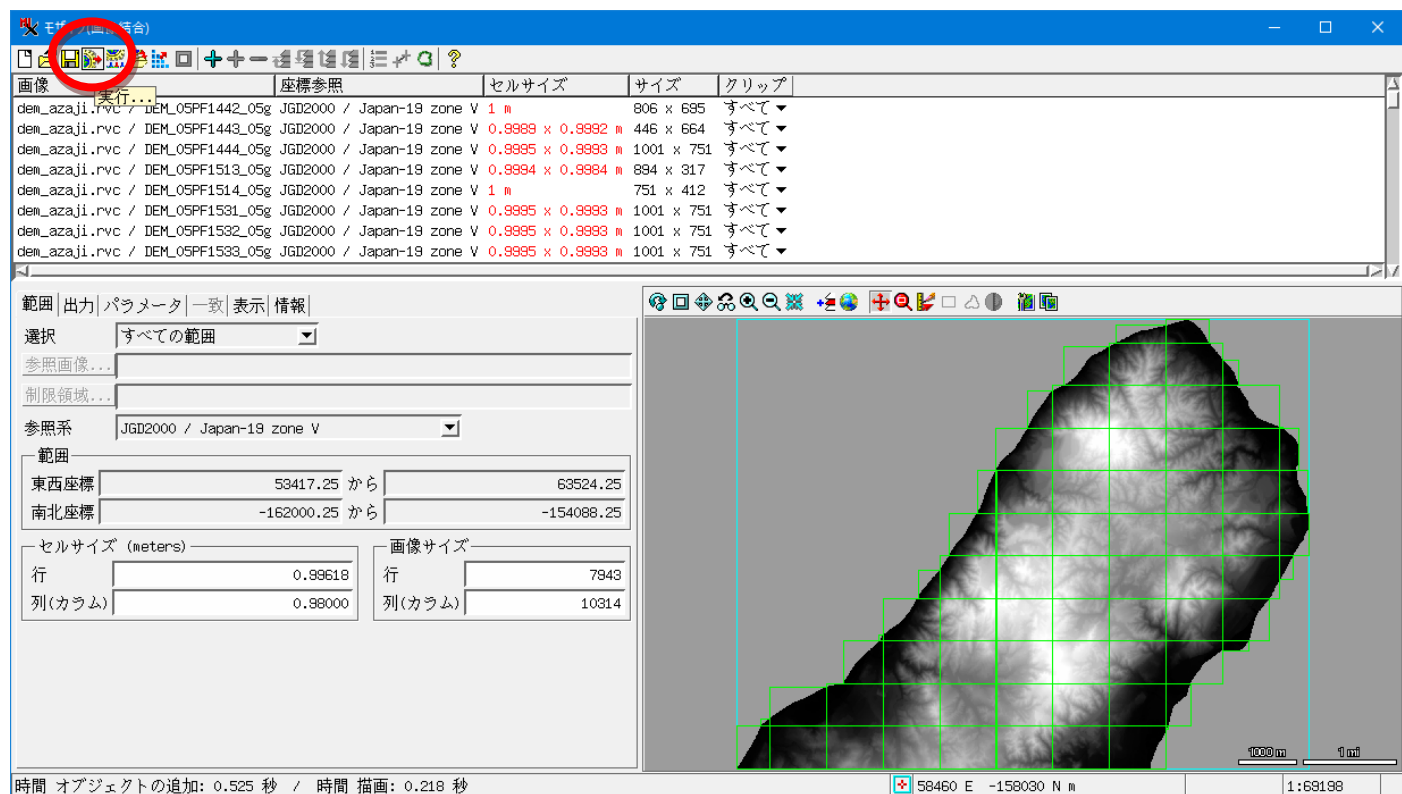 モザイク(画像結合)
実行...
画像 座標参照 セルサイズ サイズ クリップ
dem_azaji.rvc / DEM_05PF1442_05g JGD2000 / Japan-19 zone V 1 m 806 x 695 すべて
dem_azaji.rvc / DEM_05PF1443_05g JGD2000 / Japan-19 zone V 0.9989 x 0.9992 m 446 x 664 すべて
dem_azaji.rvc / DEM_05PF1444_05g JGD2000 / Japan-19 zone V 0.9995 x 0.9993 m 1001 x 751 すべて
dem_azaji.rvc / DEM_05PF1513_05g JGD2000 / Japan-19 zone V 0.9994 x 0.9984 m 894 x 317 すべて
dem_azaji.rvc / DEM_05PF1514_05g JGD2000 / Japan-19 zone V 1 m 751 x 412 すべて
dem_azaji.rvc / DEM_05PF1531_05g JGD2000 / Japan-19 zone V 0.9995 x 0.9993 m 1001 x 751 すべて
dem_azaji.rvc / DEM_05PF1532_05g JGD2000 / Japan-19 zone V 0.9995 x 0.9993 m 1001 x 751 すべて
dem_azaji.rvc / DEM_05PF1533_05g JGD2000 / Japan-19 zone V 0.9995 x 0.9993 m 1001 x 751 すべて
範囲 出力 パラメータ 一致 表示 情報
選択 すべての範囲
参照画像...
制限領域...
参照系 JGD2000 / Japan-19 zone V
範囲
東西座標 53417.25 から 63524.25
南北座標 -162000.25 から -154088.25
セルサイズ (meters) 画像サイズ
行 0.99618 行 7943
列(カラム) 0.98000 列(カラム) 10314
1000 m 1 mi
時間 オブジェクトの追加: 0.525 秒 / 時間 描画: 0.218 秒 58460 E -158030 N m 1:69198